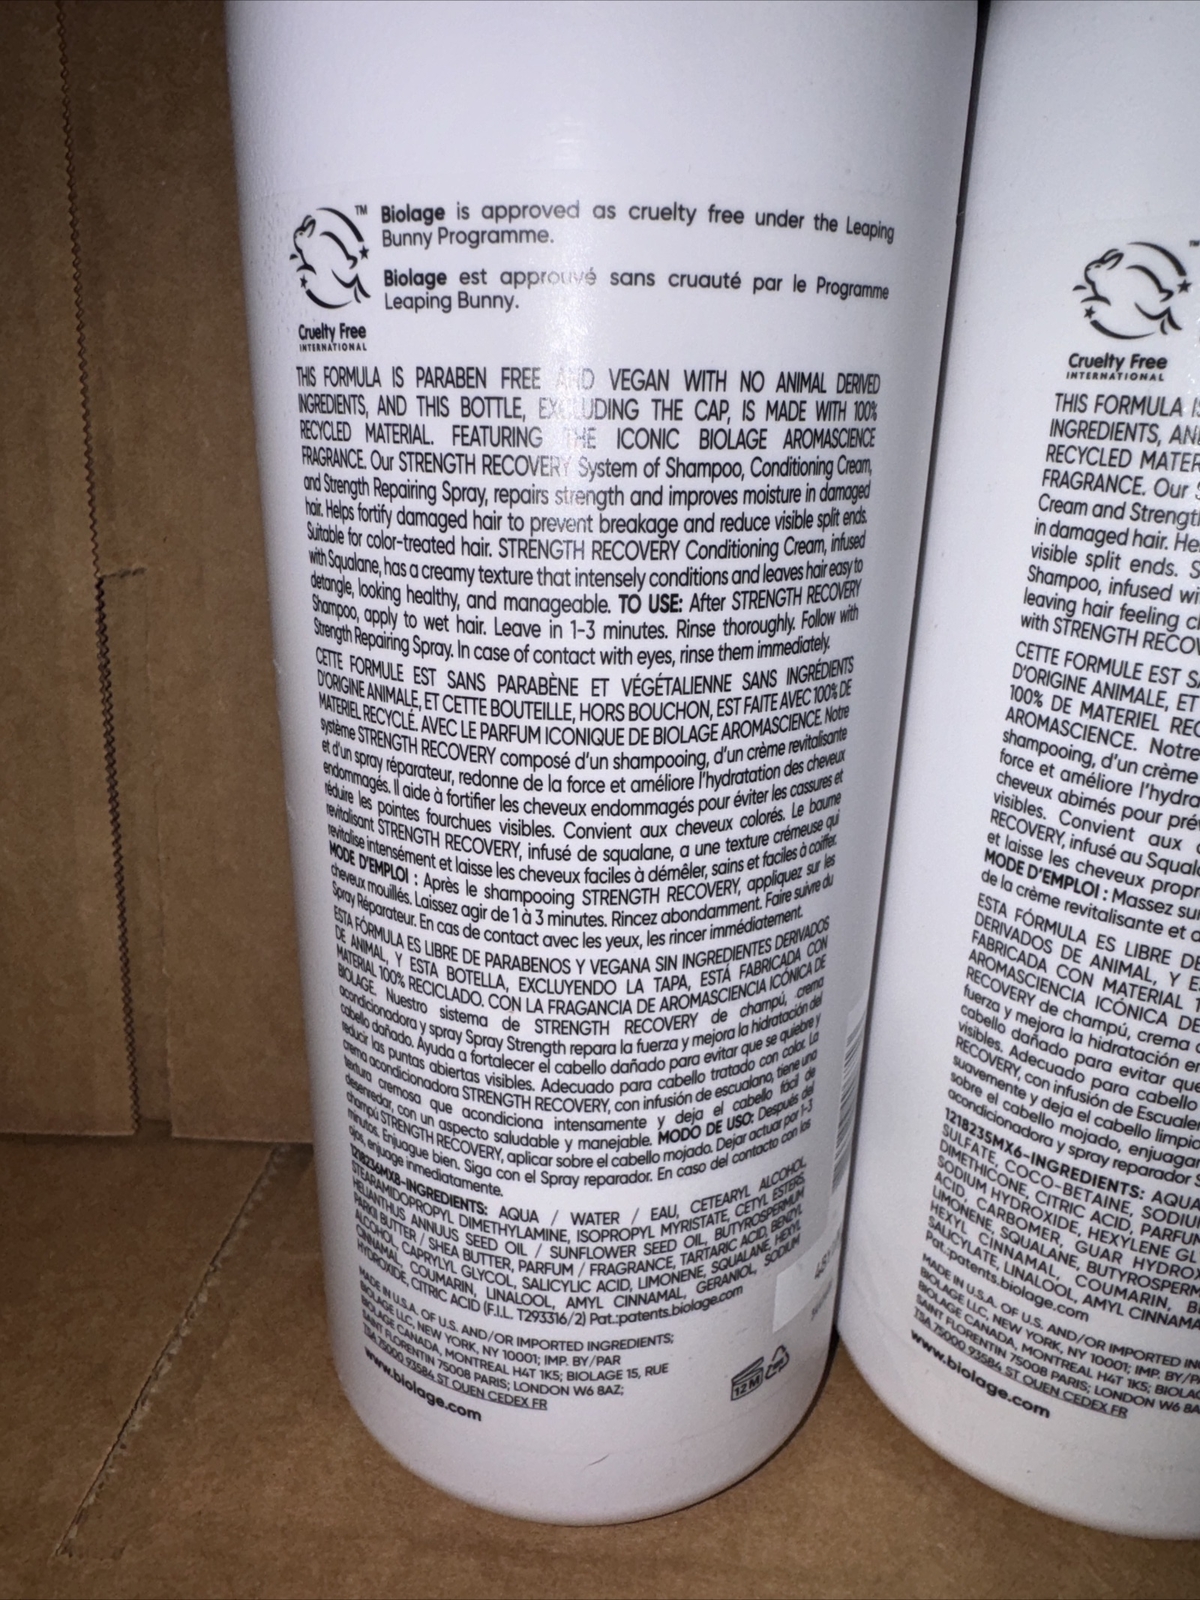 Biolage is approved as cruelty free under the Leaping
Bunny Programme.
Biolage est approuvé sans cruauté par le Programme
Leaping Bunny.
TM
Cruelty Free
INTERNATIONAL
THIS FORMULA IS PARABEN FREE AND VEGAN WITH NO ANIMAL DERIVED
INGREDIENTS, AND THIS BOTTLE, EXCLUDING THE CAP, IS MADE WITH 100%
RECYCLED MATERIAL. FEATURING THE ICONIC BIOLAGE AROMASCIENCE
FRAGRANCE. Our STRENGTH RECOVERY System of Shampoo, Conditioning Cream,
and Strength Repairing Spray, repairs strength and improves moisture in damaged
hair. Helps fortify damaged hair to prevent breakage and reduce visible split ends.
Suitable for color-treated hair. STRENGTH RECOVERY Conditioning Cream, infused
with Squalane, has a creamy texture that intensely conditions and leaves hair easy to
detangle, looking healthy, and manageable. TO USE: After STRENGTH RECOVERY
Shampoo, apply to wet hair. Leave in 1-3 minutes. Rinse thoroughly. Follow with
Strength Repairing Spray. In case of contact with eyes, rinse them immediately.
CETTE FORMULE EST SANS PARABÈNE ET VÉGÉTALIENNE SANS INGRÉDIENTS
D'ORIGINE ANIMALE, ET CETTE BOUTEILLE, HORS BOUCHON, EST FAITE AVEC 100% DE
MATERIEL RECYCLÉ. AVEC LE PARFUM ICONIQUE DE BIOLAGE AROMASCIENCE. Notre
système STRENGTH RECOVERY composé d'un shampooing, d'un crème revitalisante
et d'un spray réparateur, redonne de la force et améliore l'hydratation des cheveux
endommagés. Il aide à fortifier les cheveux endommagés pour éviter les cassures et
réduire les pointes fourchues visibles. Convient aux cheveux colorés. Le baume
revitalisant STRENGTH RECOVERY, infusé de squalane, a une texture crémeuse qui
revitalise intensément et laisse les cheveux faciles à démêler, sains et faciles à coiffer.
MODE D'EMPLOI : Après le shampooing STRENGTH RECOVERY, appliquez sur les
cheveux mouillés. Laissez agir de 1 à 3 minutes. Rincez abondamment. Faire suivre du
Spray Réparateur. En cas de contact avec les yeux, les rincer immédiatement.
ESTA FÓRMULA ES LIBRE DE PARABENOS Y VEGANA SIN INGREDIENTES DERIVADOS
DE ANIMAL, Y ESTA BOTELLA, EXCLUYENDO LA TAPA, ESTÁ FABRICADA CON
MATERIAL 100% RECICLADO. CON LA FRAGANCIA DE AROMASCIENCIA ICÓNICA DE
BIOLAGE. Nuestro sistema de STRENGTH RECOVERY de champú, crema
acondicionadora y spray Spray Strength repara la fuerza y mejora la hidratación del
cabello dañado. Ayuda a fortalecer el cabello dañado para evitar que se quiebre y
reducir las puntas abiertas visibles. Adecuado para cabello tratado con color. La
crema acondicionadora STRENGTH RECOVERY, con infusión de escualano, tiene una
textura cremosa que acondiciona intensamente y deja el cabello fácil de
desenredar, con un aspecto saludable y manejable. MODO DE USO: Después del
champú STRENGTH RECOVERY, aplicar sobre el cabello mojado. Dejar actuar por 1-3
minutos. Enjuague bien. Siga con el Spray reparador. En caso del contacto con los
ojos, enjuage inmediatamente.
1218236MX8-INGREDIENTS: AQUA / WATER / EAU, CETEARYL ALCOHOL,
STEARAMIDOPROPYL DIMETHYLAMINE, ISOPROPYL MYRISTATE, CETYL ESTERS,
HELIANTHUS ANNUUS SEED OIL / SUNFLOWER SEED OIL, BUTYROSPERMUM
PARKII BUTTER / SHEA BUTTER, PARFUM / FRAGRANCE, TARTARIC ACID, BENZYL
ALCOHOL, CAPRYLYL GLYCOL, SALICYLIC ACID, LIMONENE, SQUALANE, HEXYL
CINNAMAL, COUMARIN, LINALOOL, AMYL CINNAMAL, GERANIOL, SODIUM
HYDROXIDE, CITRIC ACID (F.I.L. T293316/2) Pat.:patents.biolage.com
MADE IN U.S.A. OF U.S. AND/OR IMPORTED INGREDIENTS;
BIOLAGE LLC, NEW YORK, NY 10001; IMP. BY/PAR
BIOLAGE CANADA, MONTREAL H4T 1K5; BIOLAGE 15, RUE
SAINT FLORENTIN 75008 PARIS; LONDON W6 8AZ;
TSA 75000 93584 ST OUEN CEDEX FR
www.biolage.com
12M
Cruelty Free
INTERNATIONAL
THIS FORMULA
INGREDIENTS,
RECYCLED
FRAGRANCE. Our
Cream and
in damaged hair.
visible split ends.
Shampoo, infused
leaving hair feeling
with STRENGTH
CETTE FORMULE EST
D'ORIGINE ANIMALE, ET
100% DE MATERIEL
AROMASCIENCE. Notre
shampooing, d'un crème
force et améliore
cheveux abimés pour
visibles. Convient aux
RECOVERY, infusé au
et laisse les cheveux
MODE D'EMPLOI : Massez
de la crème revitalisante et
ESTA FÓRMULA ES LIBRE
DERIVADOS DE ANIMAL, Y
FABRICADA CON MATERIAL
AROMASCIENCIA ICÓNICA DE
RECOVERY de champú, crema
fuerza y mejora la hidratación
cabello dañado para evitar que
visibles. Adecuado para cabello
RECOVERY, con infusión de
suavemente y deja el cabello
sobre el cabello mojado,
acondicionadora y spray reparador
1218235MX6-INGREDIENTS:
SULFATE, COCO-BETAINE,
DIMETHICONE, CITRIC ACID,
SODIUM HYDROXIDE, HEXYLENE
ACID, CARBOMER, GUAR
LIMONENE, SQUALANE,
HEXYL CINNAMAL, COUMARIN,
SALICYLATE, LINALOOL, AMYL
Pat.:patents.biolage.com
MADE IN U.S.A. OF U.S. AND/OR IMPORTED
BIOLAGE LLC, NEW YORK, NY 10001; IMP.
BIOLAGE CANADA, MONTREAL H4T 1K5;
SAINT FLORENTIN 75008 PARIS; LONDON W6
TSA 75000 93584 ST OUEN CEDEX FR
www.biolage.com